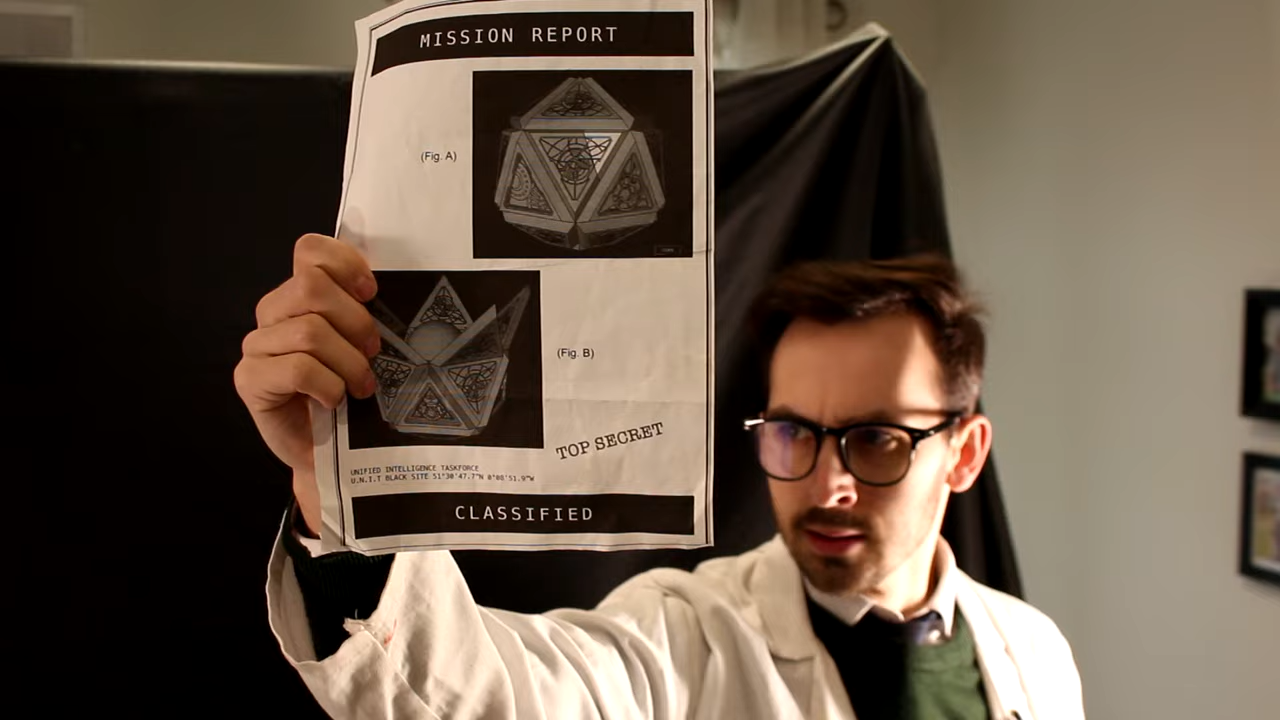 MISSION REPORT
(Fig. A)
(Fig. B)
TOP SECRET
UNIFIED INTELLIGENCE TASKFORCE
U.N.I.T BLACK SITE 51°30'47.7"N 0°08'51.9"W
CLASSIFIED